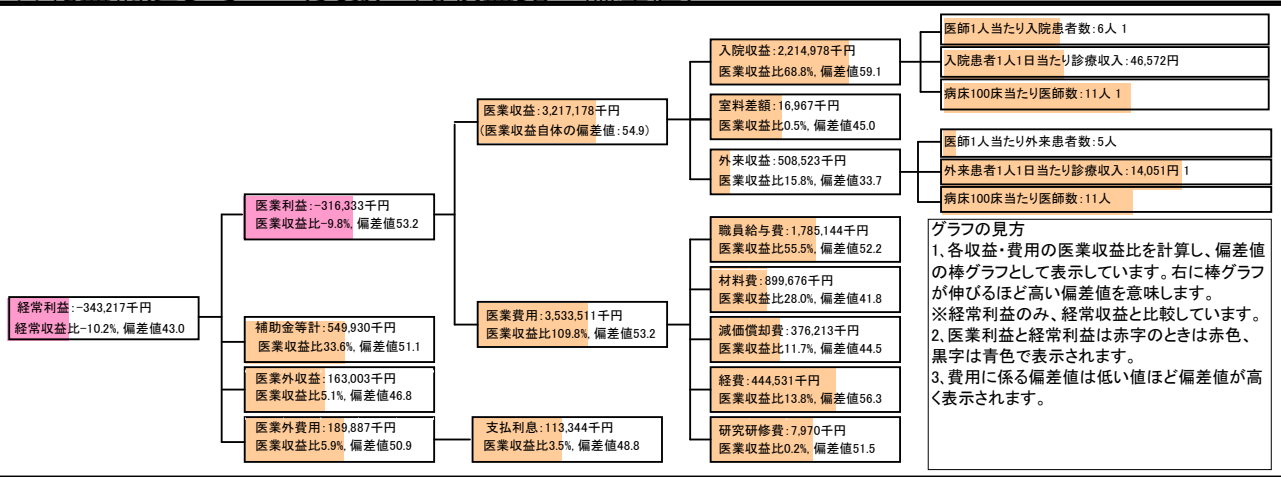 経常利益:-343,217千円
経常収益比-10.2%, 偏差値43.0
医業利益:-316,333千円
医業収益比-9.8%, 偏差値53.2
補助金等計:549,930千円
医業収益比33.6%, 偏差値51.1
医業外収益:163,003千円
医業収益比5.1%, 偏差値46.8
医業外費用:189,887千円
医業収益比5.9%, 偏差値50.9
支払利息:113,344千円
医業収益比3.5%, 偏差値48.8
医業収益:3,217,178千円
(医業収益自体の偏差値:54.9)
医業費用:3,533,511千円
医業収益比109.8%, 偏差値53.2
入院収益:2,214,978千円
医業収益比68.8%, 偏差値59.1
室料差額:16,967千円
医業収益比0.5%, 偏差値45.0
外来収益:508,523千円
医業収益比15.8%, 偏差値33.7
職員給与費:1,785,144千円
医業収益比55.5%, 偏差値52.2
材料費:899,676千円
医業収益比28.0%, 偏差値41.8
減価償却費:376,213千円
医業収益比11.7%, 偏差値44.5
経費:444,531千円
医業収益比13.8%, 偏差値56.3
研究研修費:7,970千円
医業収益比0.2%, 偏差値51.5
医師1人当たり入院患者数:6人 1
入院患者1人1日当たり診療収入:46,572円
病床100床当たり医師数:11人 1
医師1人当たり外来患者数:5人
外来患者1人1日当たり診療収入:14,051円 1
病床100床当たり医師数:11人
グラフの見方
1、各収益・費用の医業収益比を計算し、偏差値
の棒グラフとして表示しています。右に棒グラフ
が伸びるほど高い偏差値を意味します。
※経常利益のみ、経常収益と比較しています。
2、医業利益と経常利益は赤字のときは赤色、
黒字は青色で表示されます。
3、費用に係る偏差値は低い値ほど偏差値が高
く表示されます。